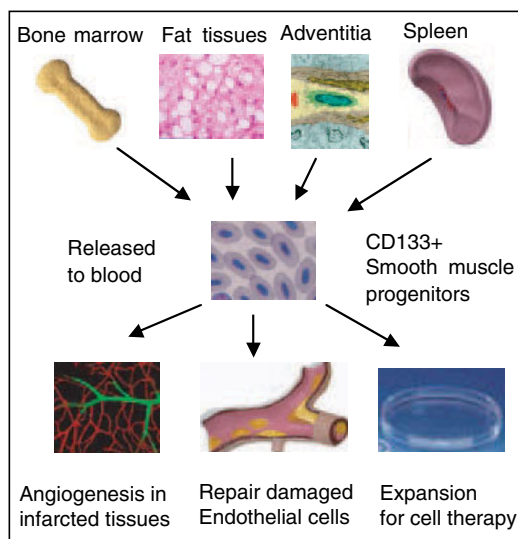 Bone marrow
Fat tissues
Adventitia
Spleen
Released
to blood
CD133+
Smooth muscle
progenitors
Angiogenesis in
infarcted tissues
Repair damaged
Endothelial cells
Expansion
for cell therapy